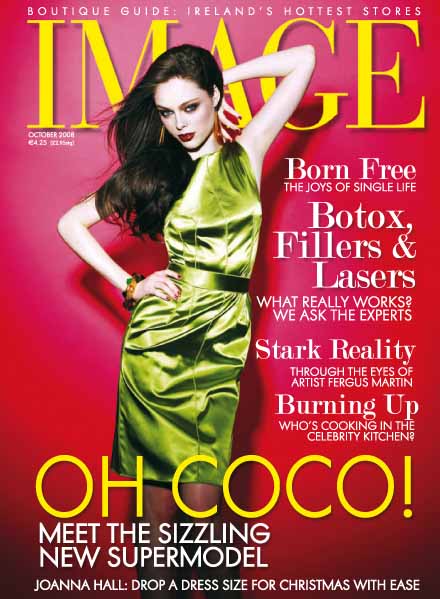 BOUTIQUE GUIDE: IRELAND'S HOTTEST STORES
IMAGE
OCTOBER 2008
€4.25 (£2.95stg)
Born Free
THE JOYS OF SINGLE LIFE
Botox,
Fillers &
Lasers
WHAT REALLY WORKS?
WE ASK THE EXPERTS
Stark Reality
THROUGH THE EYES OF
ARTIST FERGUS MARTIN
Burning Up
WHO'S COOKING IN THE
CELEBRITY KITCHEN?
OH COCO!
MEET THE SIZZLING
NEW SUPERMODEL
JOANNA HALL: DROP A DRESS SIZE FOR CHRISTMAS WITH EASE